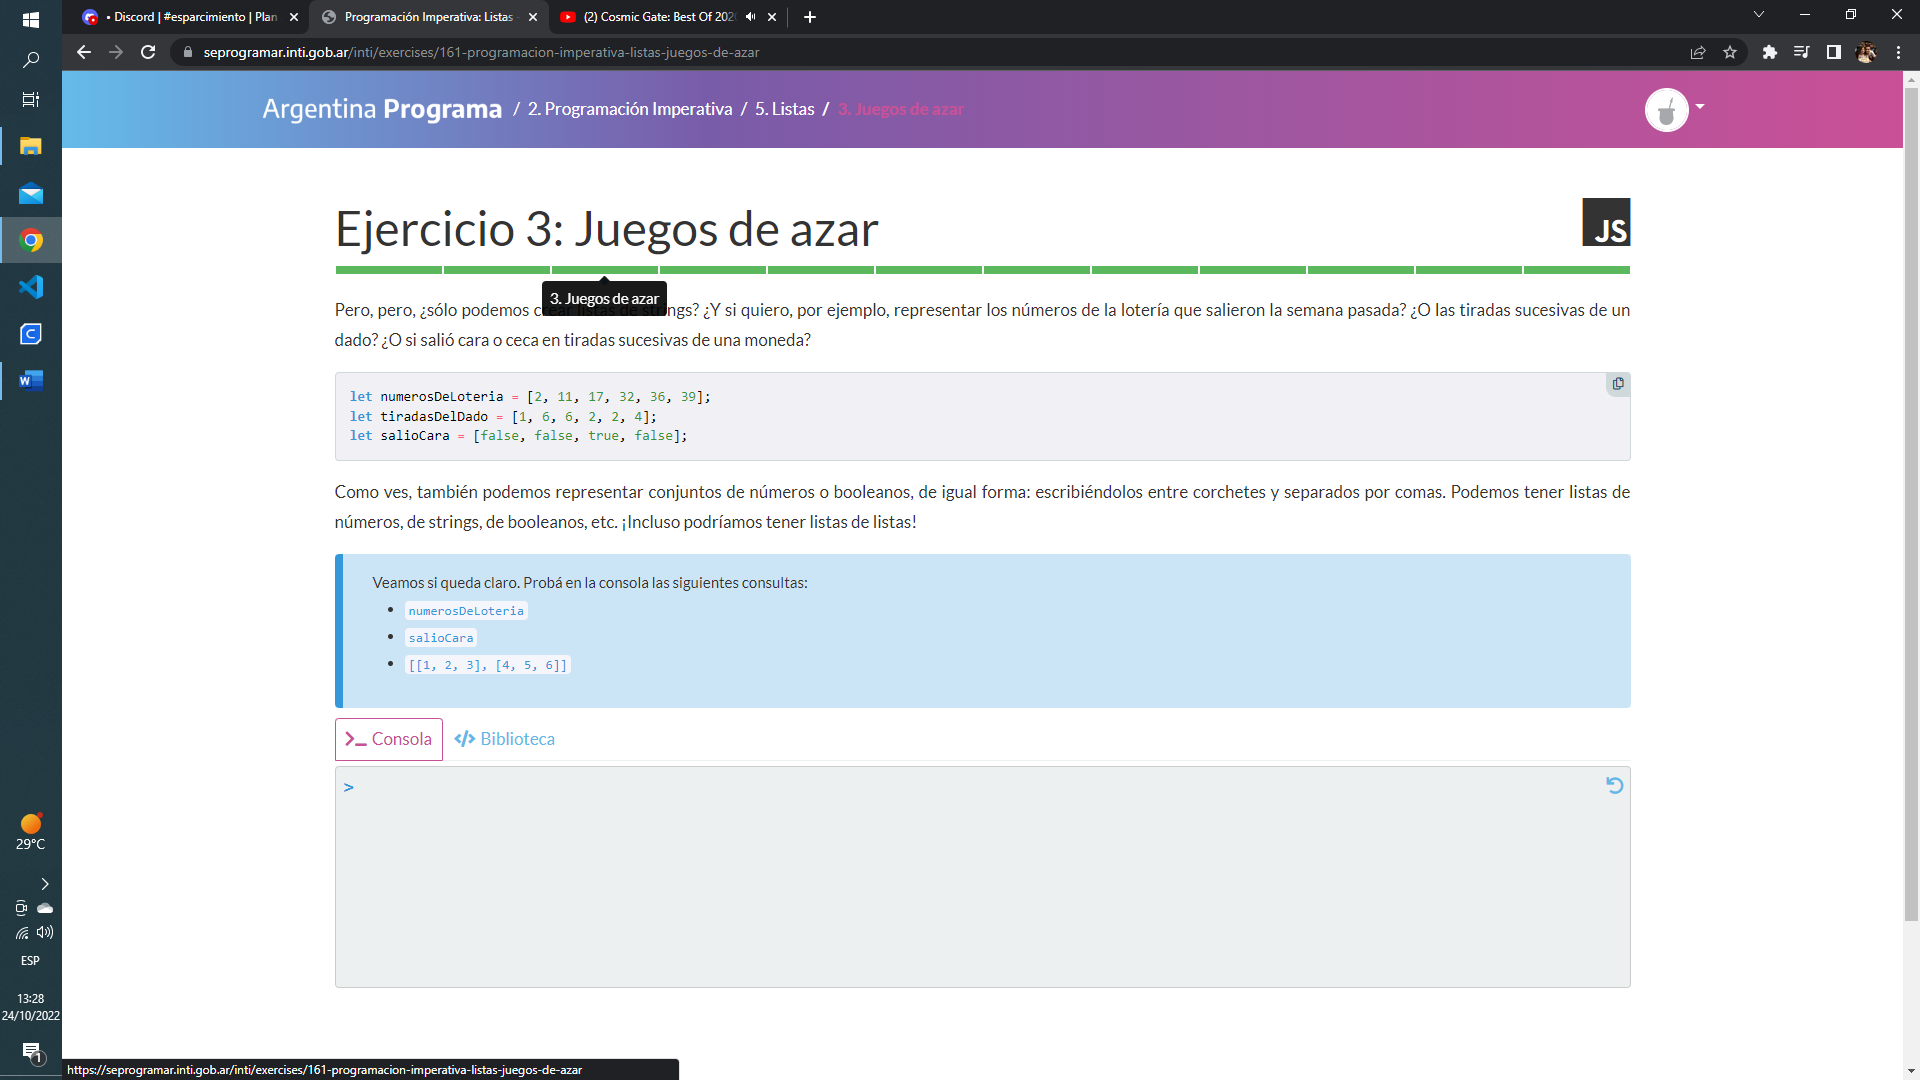 • Discord | #esparcimiento | Plan
Programación Imperativa: Listas -
(2) Cosmic Gate: Best Of 202
seprogramar.inti.gob.ar/inti/exercises/161-programacion-imperativa-listas-juegos-de-azar
Argentina Programa / 2. Programación Imperativa / 5. Listas / 3. Juegos de azar
Ejercicio 3: Juegos de azar
JS
3. Juegos de azar
Pero, pero, ¿sólo podemos crear listas de strings? ¿Y si quiero, por ejemplo, representar los números de la lotería que salieron la semana pasada? ¿O las tiradas sucesivas de un
dado? ¿O si salió cara o ceca en tiradas sucesivas de una moneda?
let numerosDeLoteria = [2, 11, 17, 32, 36, 39];
let tiradasDelDado = [1, 6, 6, 2, 2, 4];
let salioCara = [false, false, true, false];
Como ves, también podemos representar conjuntos de números o booleanos, de igual forma: escribiéndolos entre corchetes y separados por comas. Podemos tener listas de
números, de strings, de booleanos, etc. ¡Incluso podríamos tener listas de listas!
Veamos si queda claro. Probá en la consola las siguientes consultas:
• numerosDeLoteria
• salioCara
• [[1, 2, 3], [4, 5, 6]]
Consola
Biblioteca
>
29°C
ESP
13:28
24/10/2022
1
https://seprogramar.inti.gob.ar/inti/exercises/161-programacion-imperativa-listas-juegos-de-azar